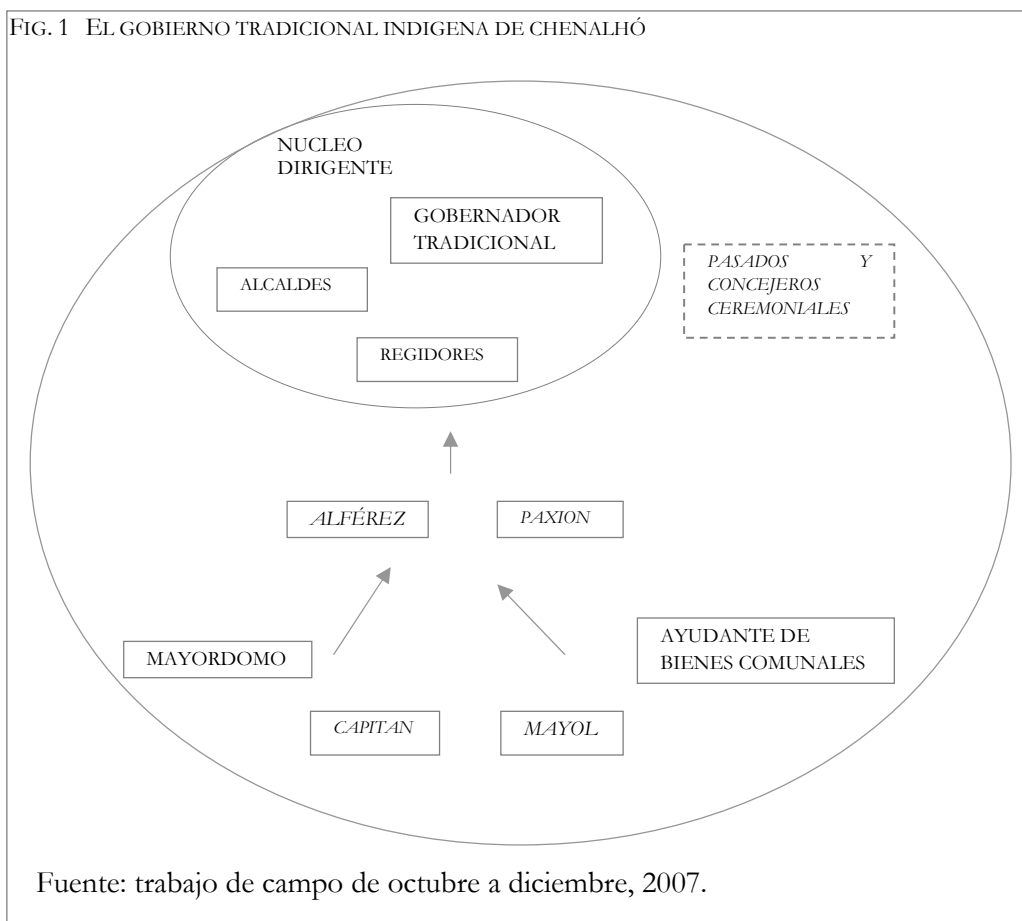 FIG. 1 EL GOBIERNO TRADICIONAL INDIGENA DE CHENALHÓ
NUCLEO
DIRIGENTE
GOBERNADOR
TRADICIONAL
ALCALDES
REGIDORES
PASADOS Y
CONCEJEROS
CEREMONIALES
ALFÉREZ
PAXION
MAYORDOMO
AYUDANTE DE
BIENES COMUNALES
CAPITAN
MAYOL
Fuente: trabajo de campo de octubre a diciembre, 2007.